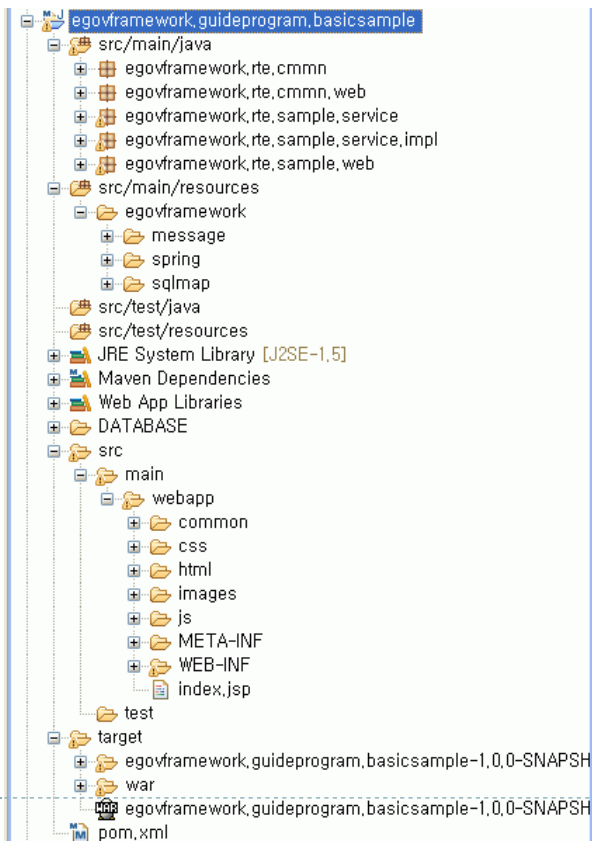 egovframework.guideprogram.basicsample
src/main/java
egovframework.rte.cmmn
egovframework.rte.cmmn.web
egovframework.rte.sample.service
egovframework.rte.sample.service.impl
egovframework.rte.sample.web
src/main/resources
egovframework
message
spring
sqlmap
src/test/java
src/test/resources
JRE System Library [J2SE-1.5]
Maven Dependencies
Web App Libraries
DATABASE
src
main
webapp
common
css
html
images
js
META-INF
WEB-INF
index.jsp
test
target
egovframework.guideprogram.basicsample-1.0.0-SNAPSH
war
egovframework.guideprogram.basicsample-1.0.0-SNAPSH
pom.xml